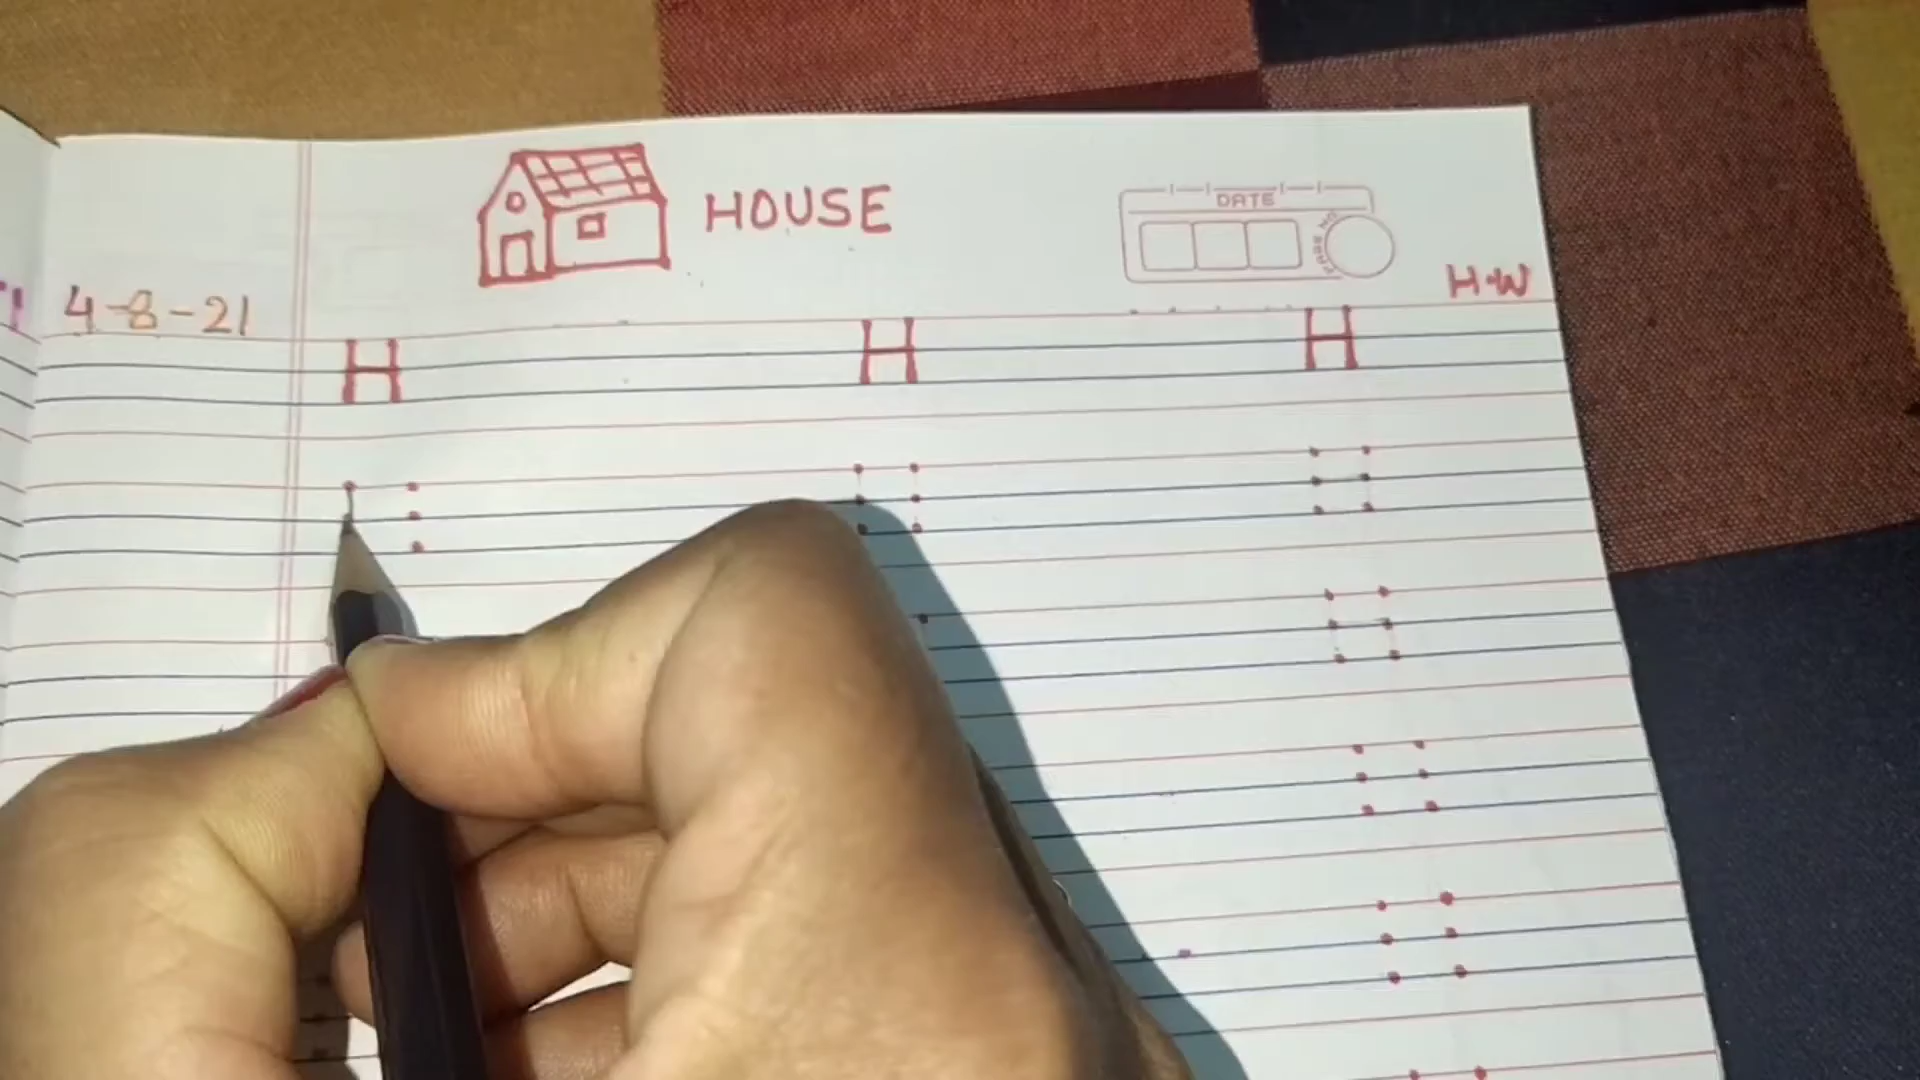 HOUSE
DATE
PAGE NO.
H.W
4-8-21
H H H